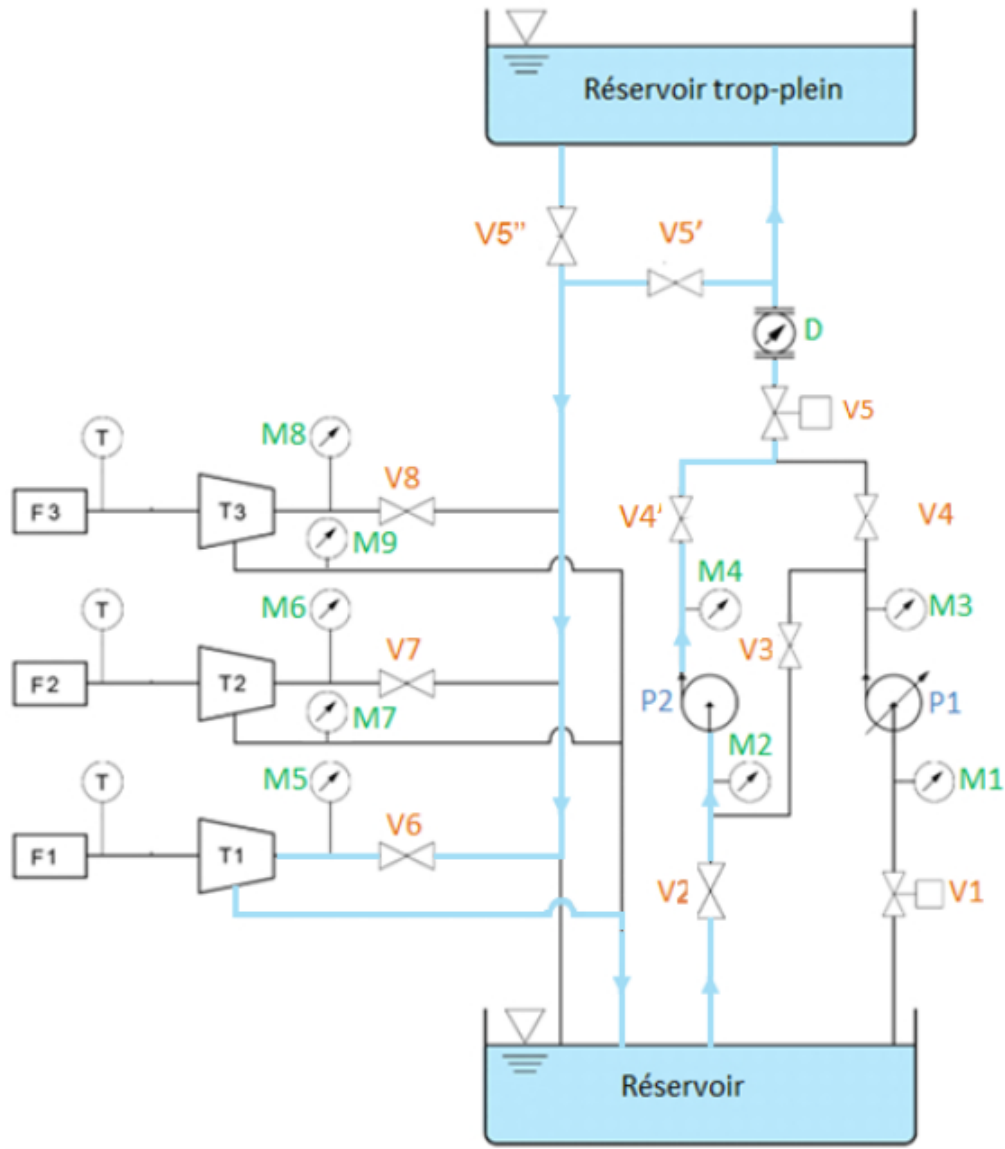 Réservoir trop-plein
V5"
V5'
D
V5
M8
T
V8
F3
T3
V4'
V4
M9
M4
M6
T
M3
V7
V3
F2
T2
P2
P1
M7
M2
M5
T
M1
V6
F1
T1
V2
V1
Réservoir